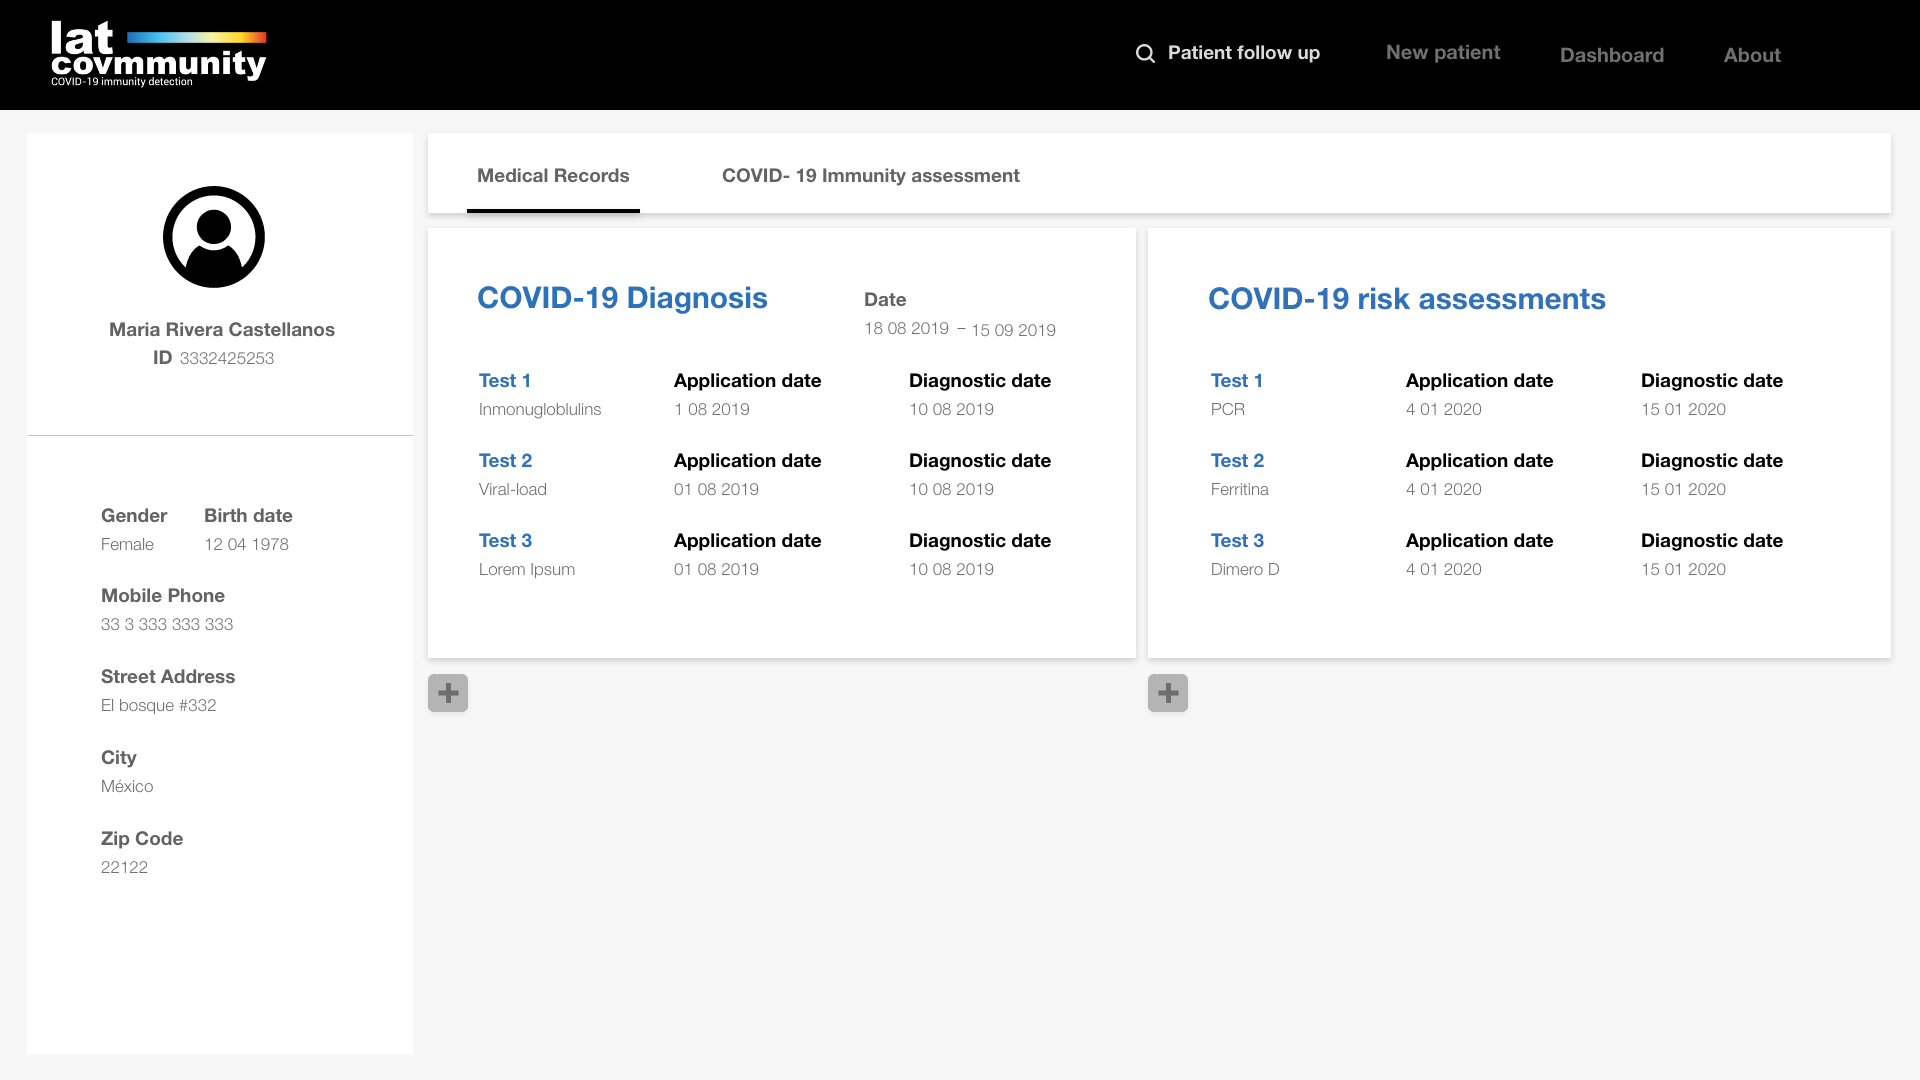 lat
covmmunity
COVID-19 immunity detection
Patient follow up
New patient
Dashboard
About
Maria Rivera Castellanos
ID 3332425253
Gender Birth date
Female 12 04 1978
Mobile Phone
33 3 333 333 333
Street Address
El bosque #332
City
México
Zip Code
22122
Medical Records
COVID- 19 Immunity assessment
COVID-19 Diagnosis
Date
18 08 2019 – 15 09 2019
Test 1 Application date Diagnostic date
Inmonugloblulins 1 08 2019 10 08 2019
Test 2 Application date Diagnostic date
Viral-load 01 08 2019 10 08 2019
Test 3 Application date Diagnostic date
Lorem Ipsum 01 08 2019 10 08 2019
COVID-19 risk assessments
Test 1 Application date Diagnostic date
PCR 4 01 2020 15 01 2020
Test 2 Application date Diagnostic date
Ferritina 4 01 2020 15 01 2020
Test 3 Application date Diagnostic date
Dimero D 4 01 2020 15 01 2020